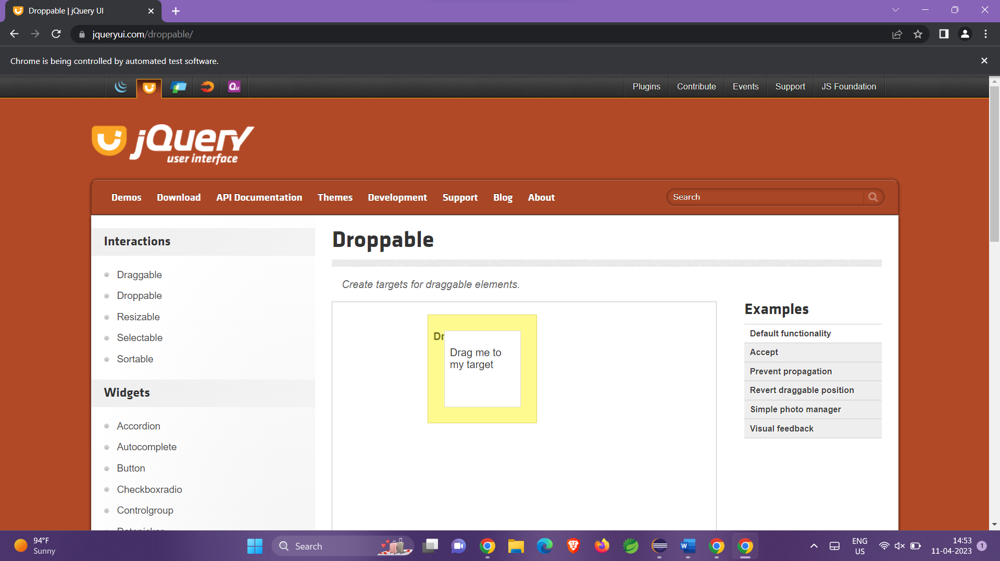 Droppable | jQuery UI
jqueryui.com/droppable/
Chrome is being controlled by automated test software.
Qu
Plugins
Contribute
Events
Support
JS Foundation
jQuery
user interface
Demos
Download
API Documentation
Themes
Development
Support
Blog
About
Search
Interactions
Draggable
Droppable
Resizable
Selectable
Sortable
Widgets
Accordion
Autocomplete
Button
Checkboxradio
Controlgroup
Droppable
Create targets for draggable elements.
Dr
Drag me to
my target
Examples
Default functionality
Accept
Prevent propagation
Revert draggable position
Simple photo manager
Visual feedback
94°F
Sunny
Search
W
ENG
US
14:53
11-04-2023
1